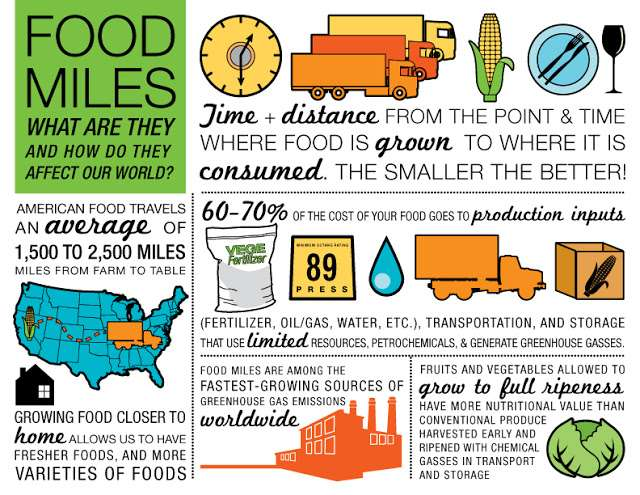 FOOD
MILES
WHAT ARE THEY
AND HOW DO THEY
AFFECT OUR WORLD?
Time + distance FROM THE POINT & TIME
WHERE FOOD IS grown TO WHERE IT IS
consumed. THE SMALLER THE BETTER!
AMERICAN FOOD TRAVELS
AN average OF
1,500 TO 2,500 MILES
MILES FROM FARM TO TABLE
GROWING FOOD CLOSER TO
home ALLOWS US TO HAVE
FRESHER FOODS, AND MORE
VARIETIES OF FOODS
60-70% OF THE COST OF YOUR FOOD GOES TO production inputs
VEGE
Fertilizer
MINIMUM OCTANE RATING
89
PRESS
(FERTILIZER, OIL/GAS, WATER, ETC.), TRANSPORTATION, AND STORAGE
THAT USE limited RESOURCES, PETROCHEMICALS, & GENERATE GREENHOUSE GASSES.
FOOD MILES ARE AMONG THE
FASTEST-GROWING SOURCES OF
GREENHOUSE GAS EMISSIONS
worldwide
FRUITS AND VEGETABLES ALLOWED TO
grow to full ripeness
HAVE MORE NUTRITIONAL VALUE THAN
CONVENTIONAL PRODUCE
HARVESTED EARLY AND
RIPENED WITH CHEMICAL
GASSES IN TRANSPORT
AND STORAGE